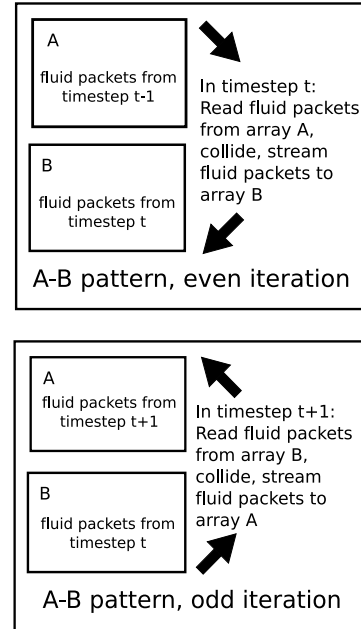 A
fluid packets from
timestep t-1
B
fluid packets from
timestep t
In timestep t:
Read fluid packets
from array A,
collide, stream
fluid packets to
array B
A-B pattern, even iteration
A
fluid packets from
timestep t+1
B
fluid packets from
timestep t
In timestep t+1:
Read fluid packets
from array B,
collide, stream
fluid packets to
array A
A-B pattern, odd iteration